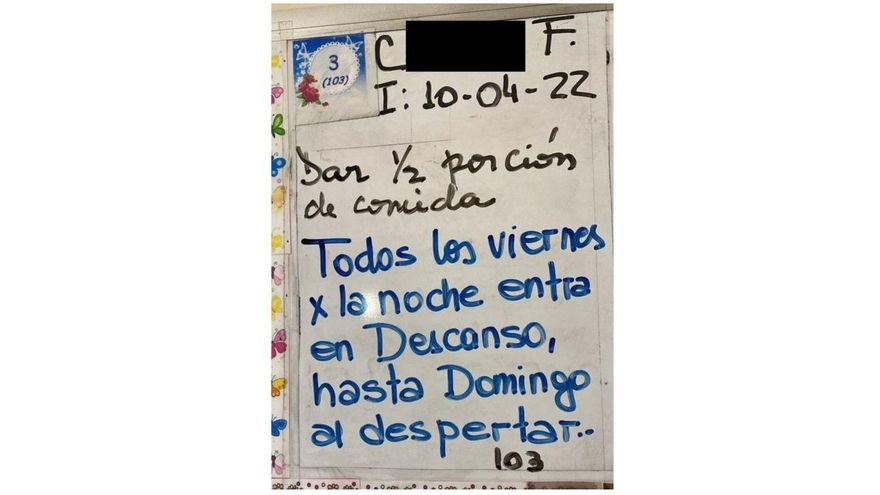 3
(103)
C F.
I: 10-04-22
Dar 1/2 porción
de comida
Todos los viernes
x la noche entra
en Descanso,
hasta Domingo
al despertar..
103